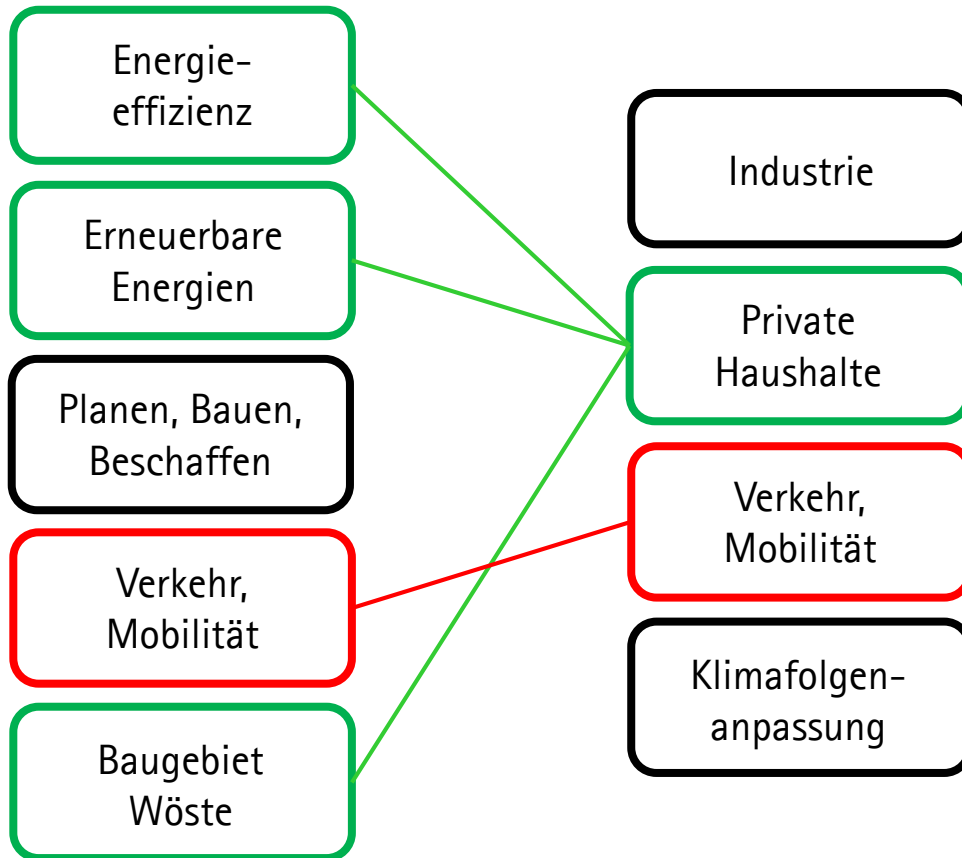 Energie-
effizienz
Erneuerbare
Energien
Planen, Bauen,
Beschaffen
Verkehr,
Mobilität
Baugebiet
Wöste
Industrie
Private
Haushalte
Verkehr,
Mobilität
Klimafolgen-
anpassung